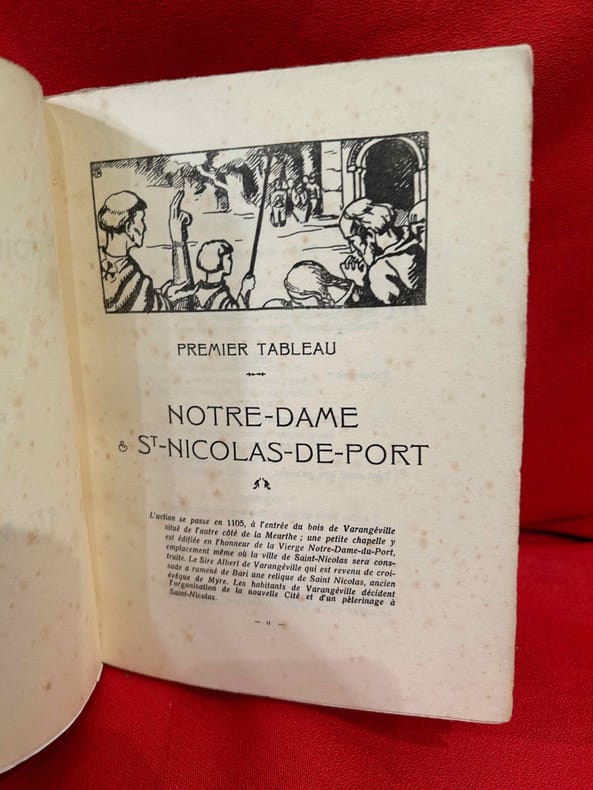 PREMIER TABLEAU
NOTRE-DAME
& ST-NICOLAS-DE-PORT
L'action se passe en 1105, à l'entrée du bois de Varangéville
situé de l'autre côté de la Meurthe ; une petite chapelle y
est édifiée en l'honneur de la Vierge Notre-Dame-du-Port,
emplacement même où la ville de Saint-Nicolas sera cons-
truite. Le Sire Albert de Varangéville qui est revenu de croi-
sade a ramené de Bari une relique de Saint Nicolas, ancien
évêque de Myre. Les habitants de Varangéville décident
l'organisation de la nouvelle Cité et d'un pèlerinage à
Saint-Nicolas.